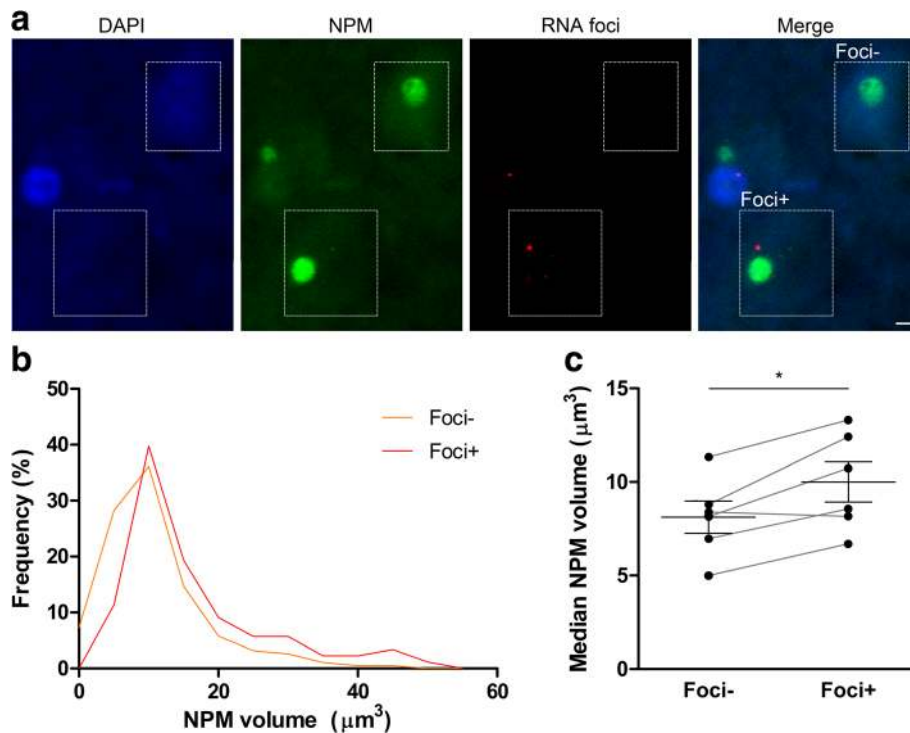 a
DAPI NPM RNA foci Merge
Foci-
Foci+
b
50
40
30
20
10
0
Frequency (%)
0 20 40 60
NPM volume (μm³)
Foci-
Foci+
c
15
10
5
0
Median NPM volume (μm³)
*
Foci- Foci+